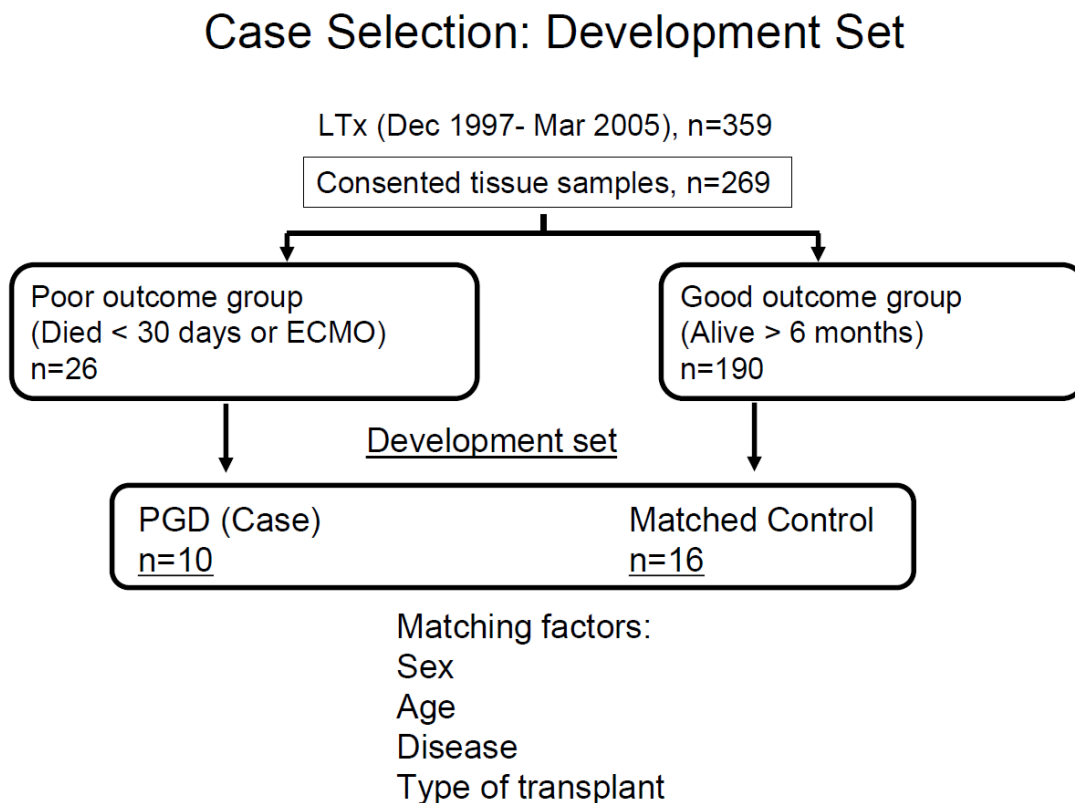 Case Selection: Development Set
LTx (Dec 1997- Mar 2005), n=359
Consented tissue samples, n=269
Poor outcome group
(Died < 30 days or ECMO)
n=26
Good outcome group
(Alive > 6 months)
n=190
Development set
PGD (Case)
n=10
Matched Control
n=16
Matching factors:
Sex
Age
Disease
Type of transplant